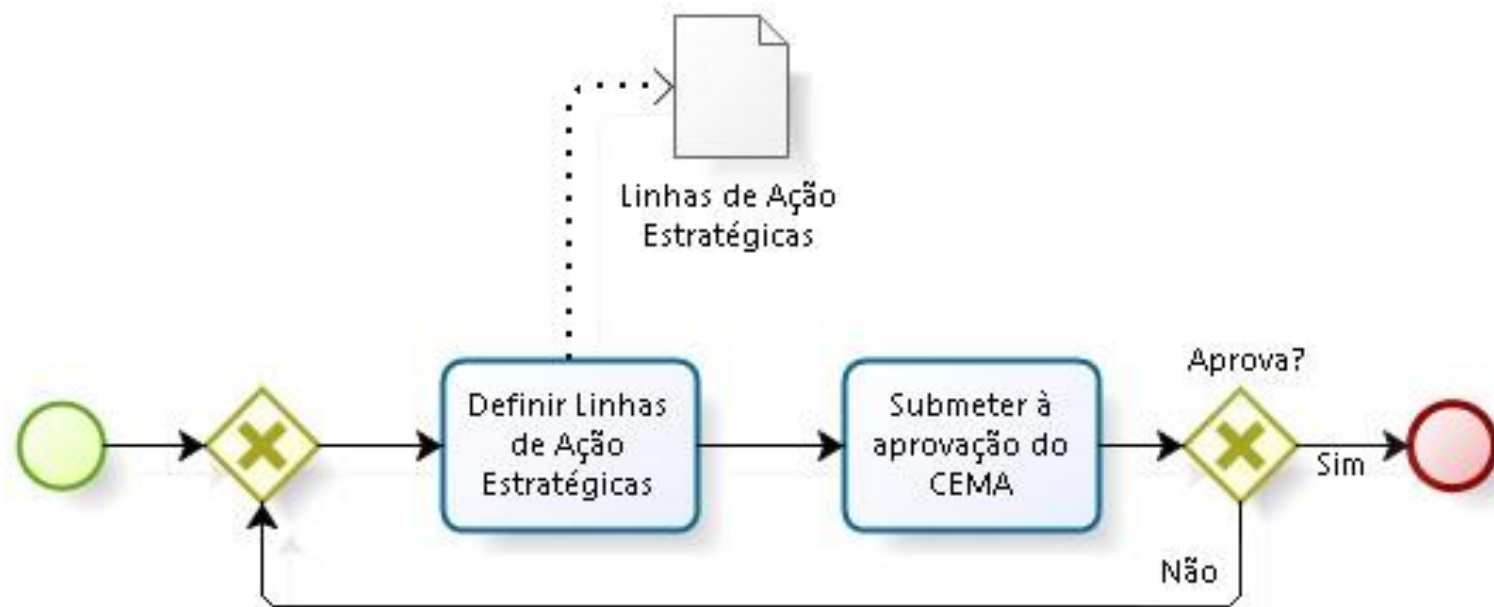 Linhas de Ação
Estratégicas
Definir Linhas
de Ação
Estratégicas
Submeter à
aprovação do
CEMA
Aprova?
Sim
Não